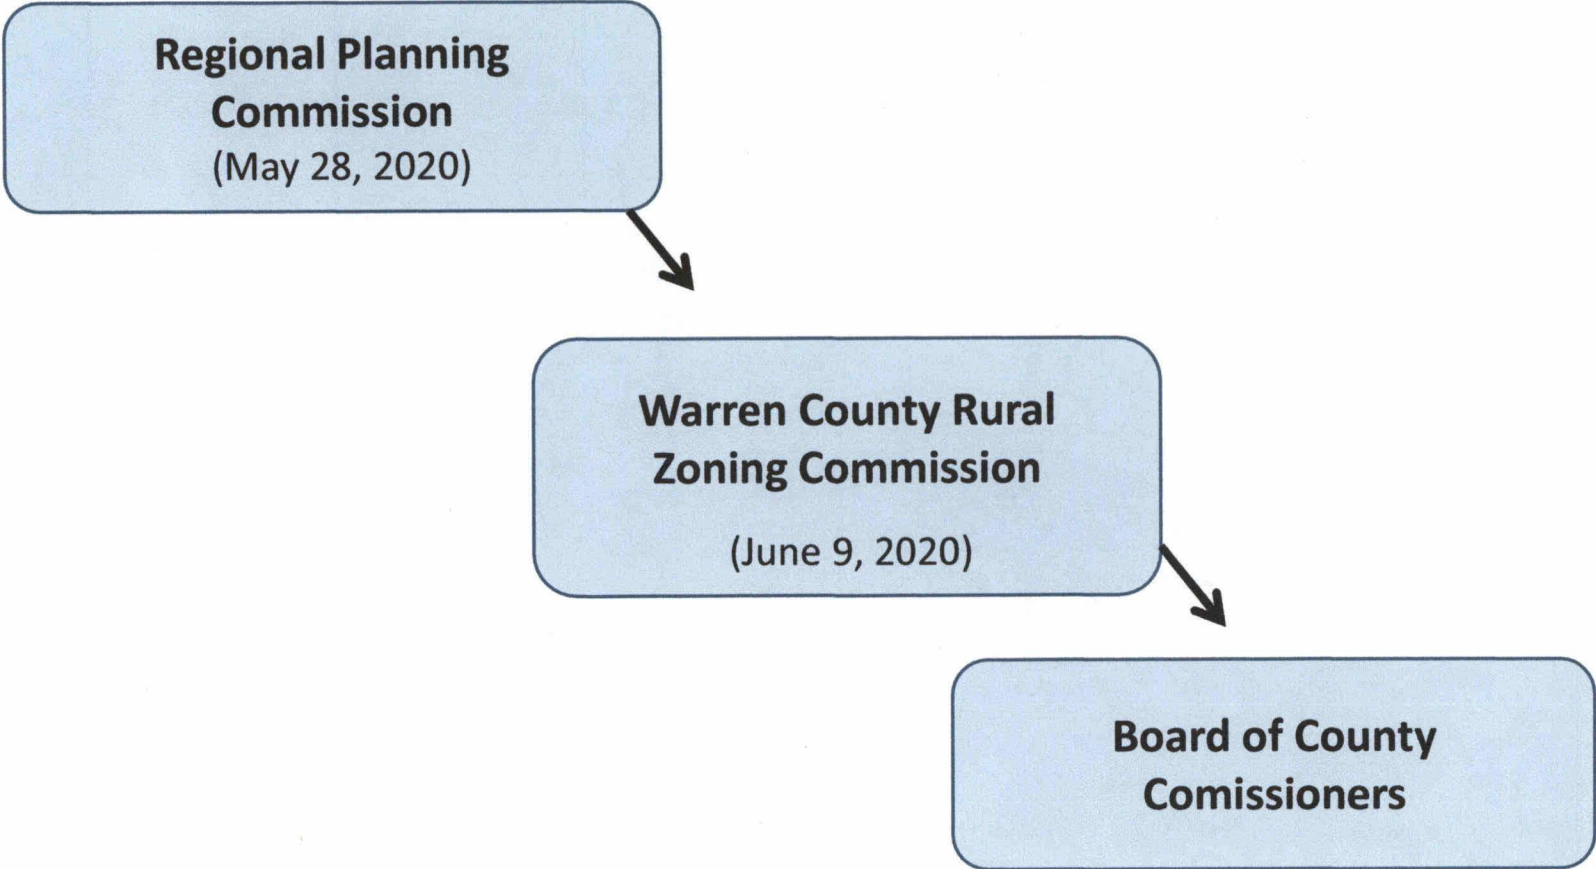 Regional Planning
Commission
(May 28, 2020)
Warren County Rural
Zoning Commission
(June 9, 2020)
Board of County
Comissioners